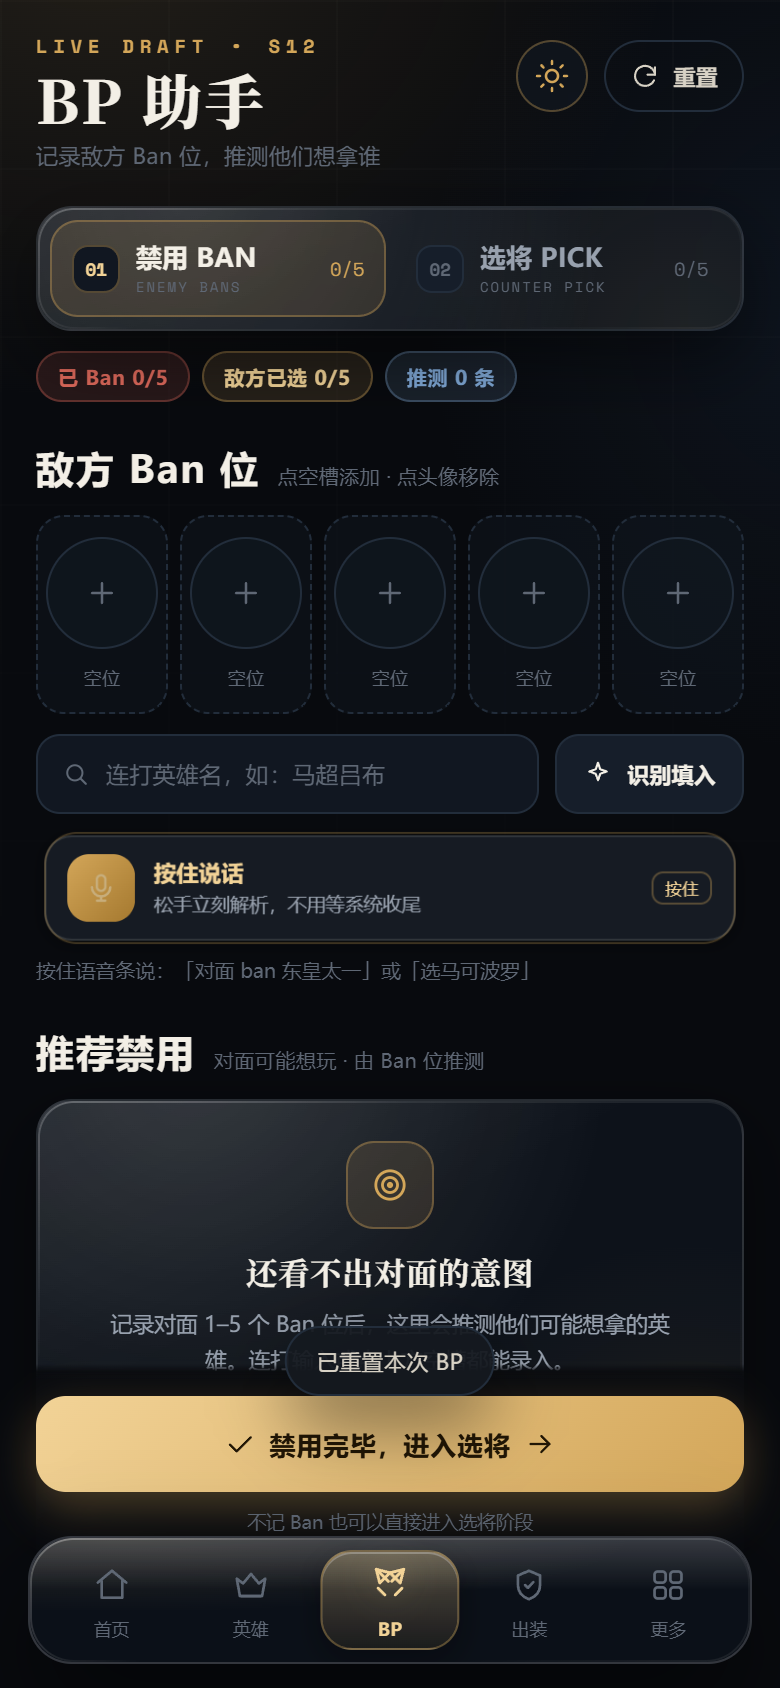 LIVE DRAFT • S12
BP 助手
重置
记录敌方 Ban 位，推测他们想拿谁
01
禁用 BAN
ENEMY BANS
0/5
02
选将 PICK
COUNTER PICK
0/5
已 Ban 0/5
敌方已选 0/5
推测 0 条
敌方 Ban 位
点空槽添加 · 点头像移除
空位
空位
空位
空位
空位
连打英雄名，如：马超吕布
识别填入
按住说话
松手立刻解析，不用等系统收尾
按住
按住语音条说：「对面 ban 东皇太一」或「选马可波罗」
推荐禁用
对面可能想玩 · 由 Ban 位推测
还看不出对面的意图
记录对面 1–5 个 Ban 位后，这里会推测他们可能想拿的英
雄。连打 能录入。
已重置本次 BP
禁用完毕，进入选将
不记 Ban 也可以直接进入选将阶段
首页
英雄
BP
出装
更多